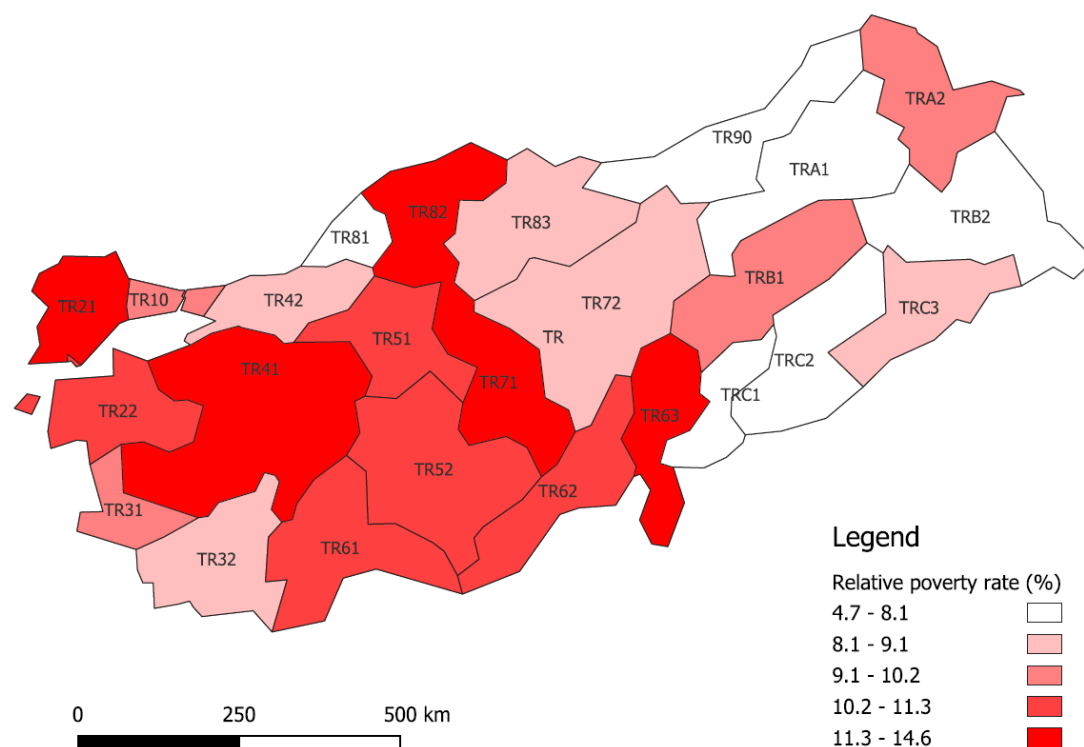 TRA2
TR90
TRA1
TR82
TR83
TRB2
TR81
TRB1
TR21
TR10
TR42
TR72
TRC3
TR51
TR
TR41
TRC2
TR71
TRC1
TR22
TR63
TR52
TR62
TR31
TR61
TR32
Legend
Relative poverty rate (%)
4.7 - 8.1
8.1 - 9.1
9.1 - 10.2
10.2 - 11.3
11.3 - 14.6
0 250 500 km